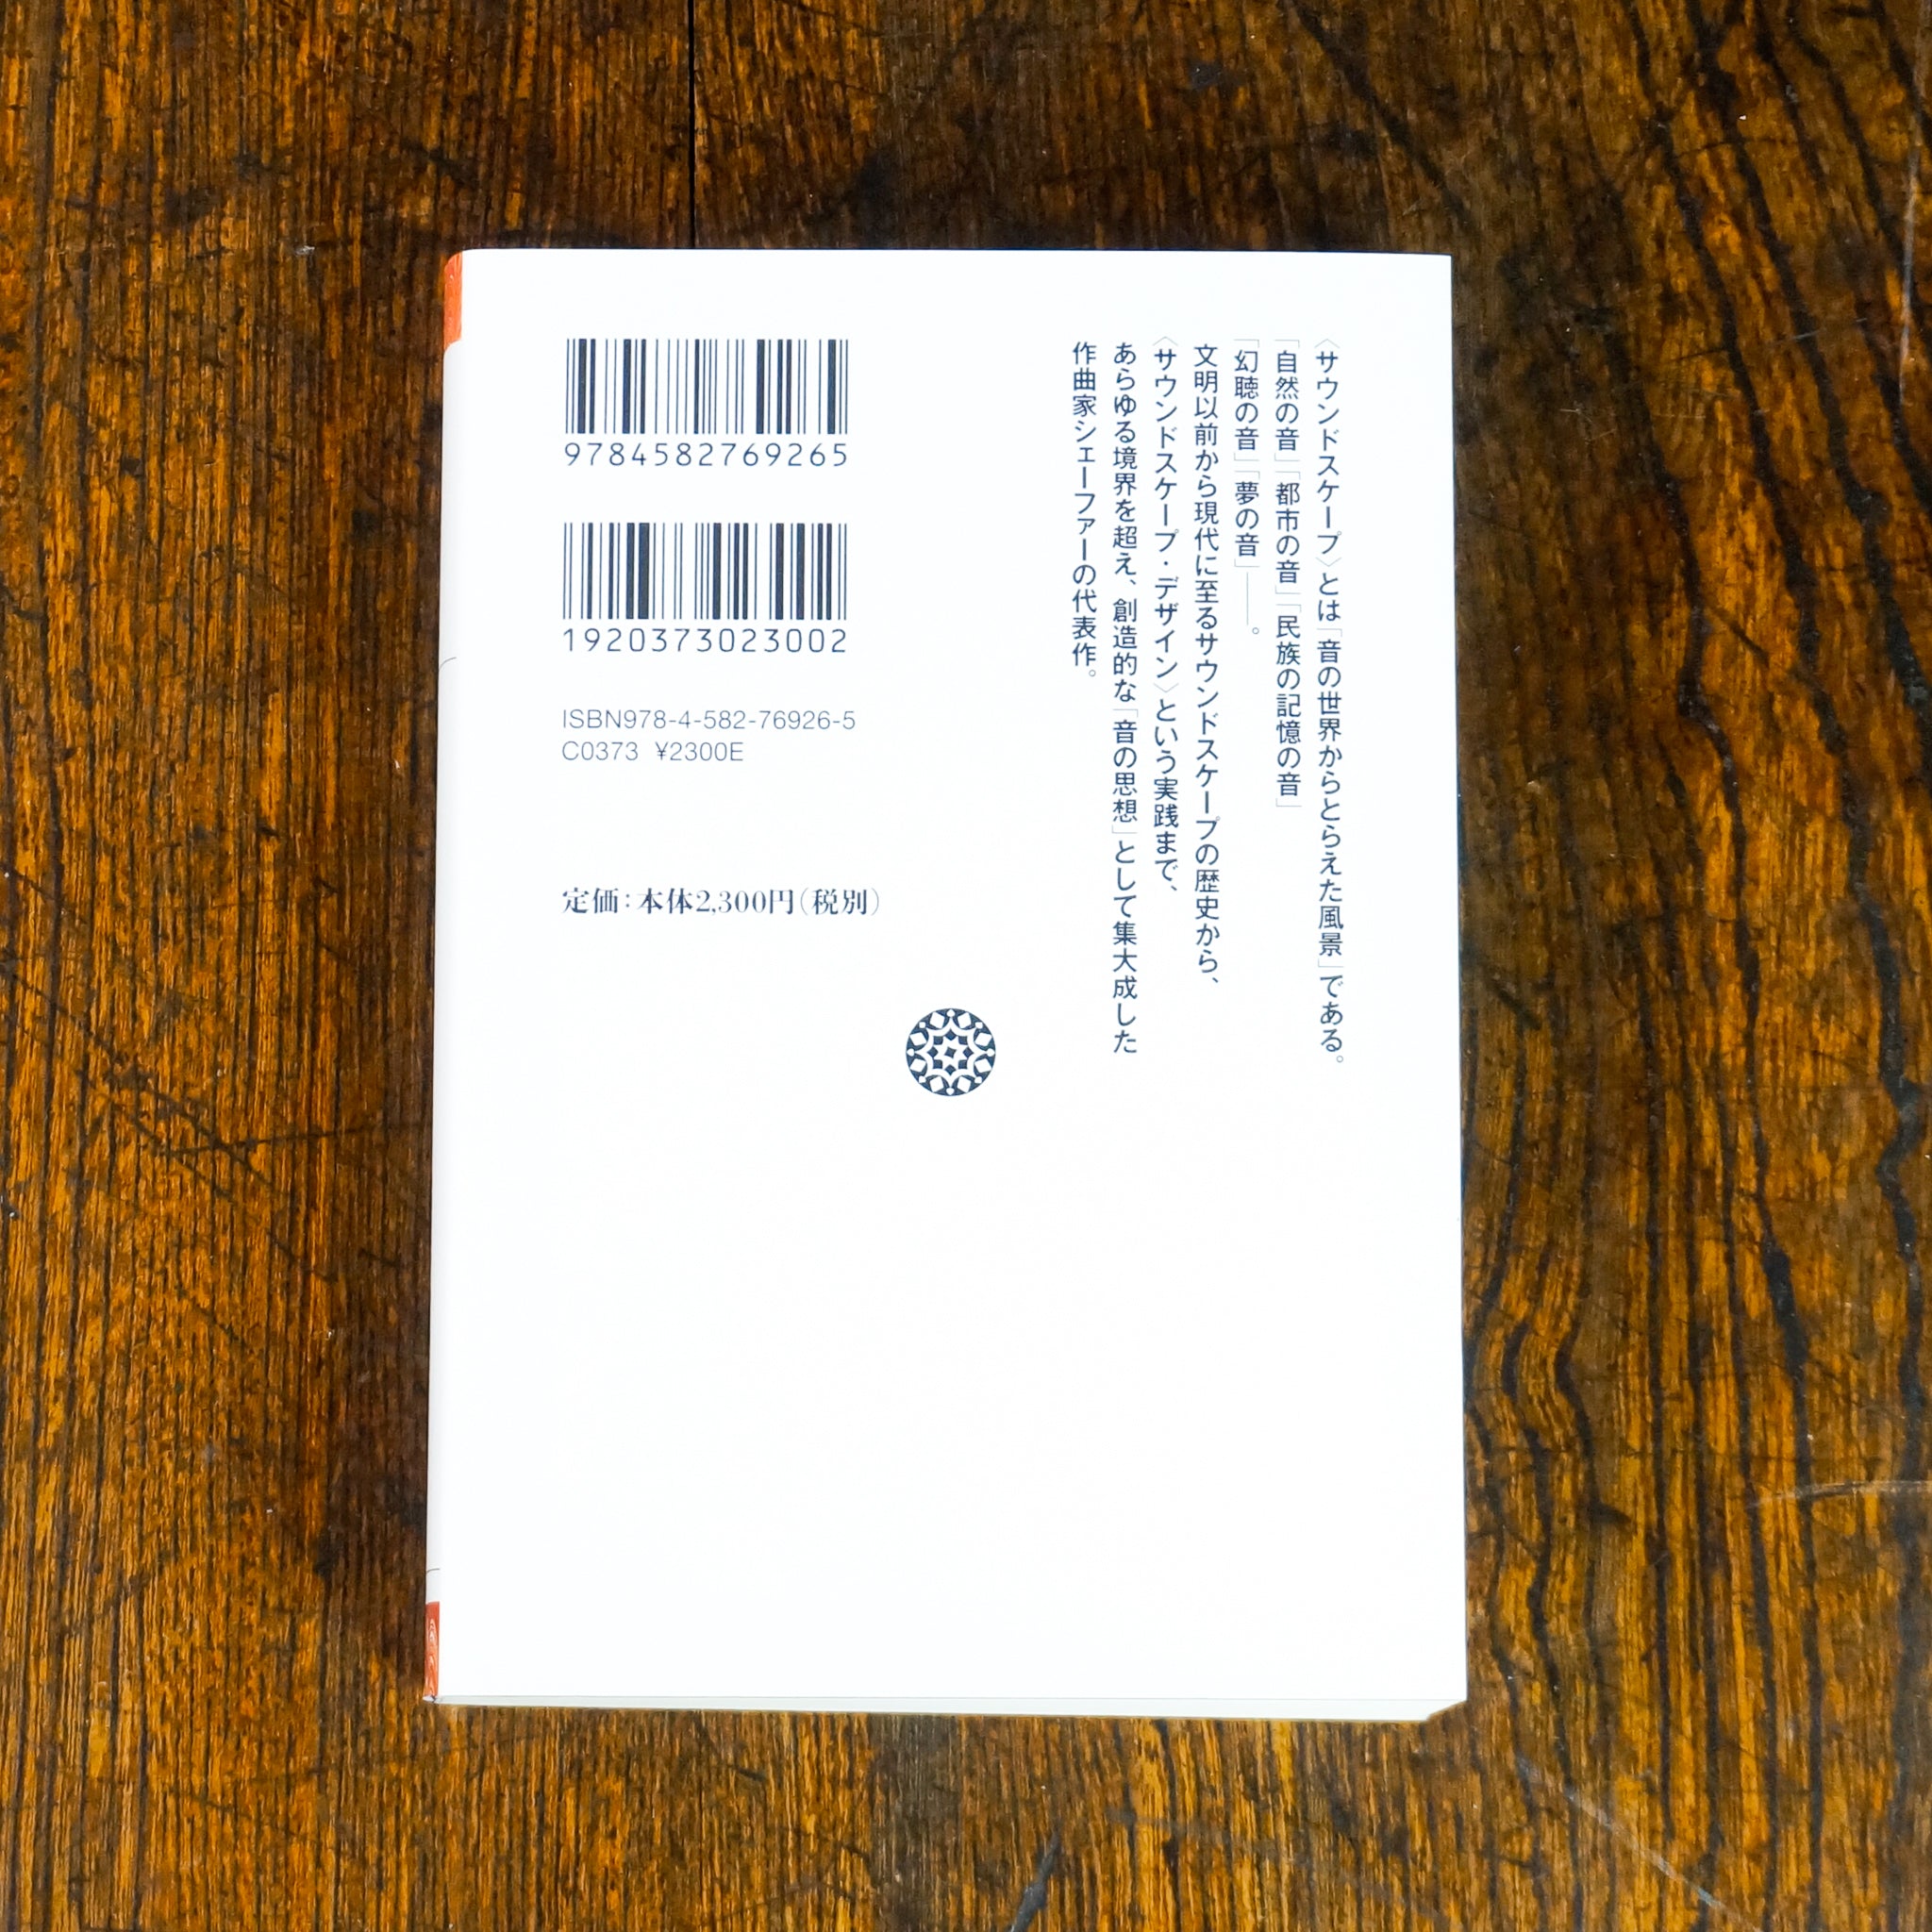 〈サウンドスケープ〉とは「音の世界からとらえた風景」である。
「自然の音」「都市の音」「民族の記憶の音」
「幻聴の音」「夢の音」――。
文明以前から現代に至るサウンドスケープの歴史から、
〈サウンドスケープ・デザイン〉という実践まで、
あらゆる境界を超え、創造的な「音の思想」として集大成した
作曲家シェーファーの代表作。
9784582769265
1920373023002
ISBN978-4-582-76926-5
C0373 ¥2300E
定価：本体2,300円（税別）